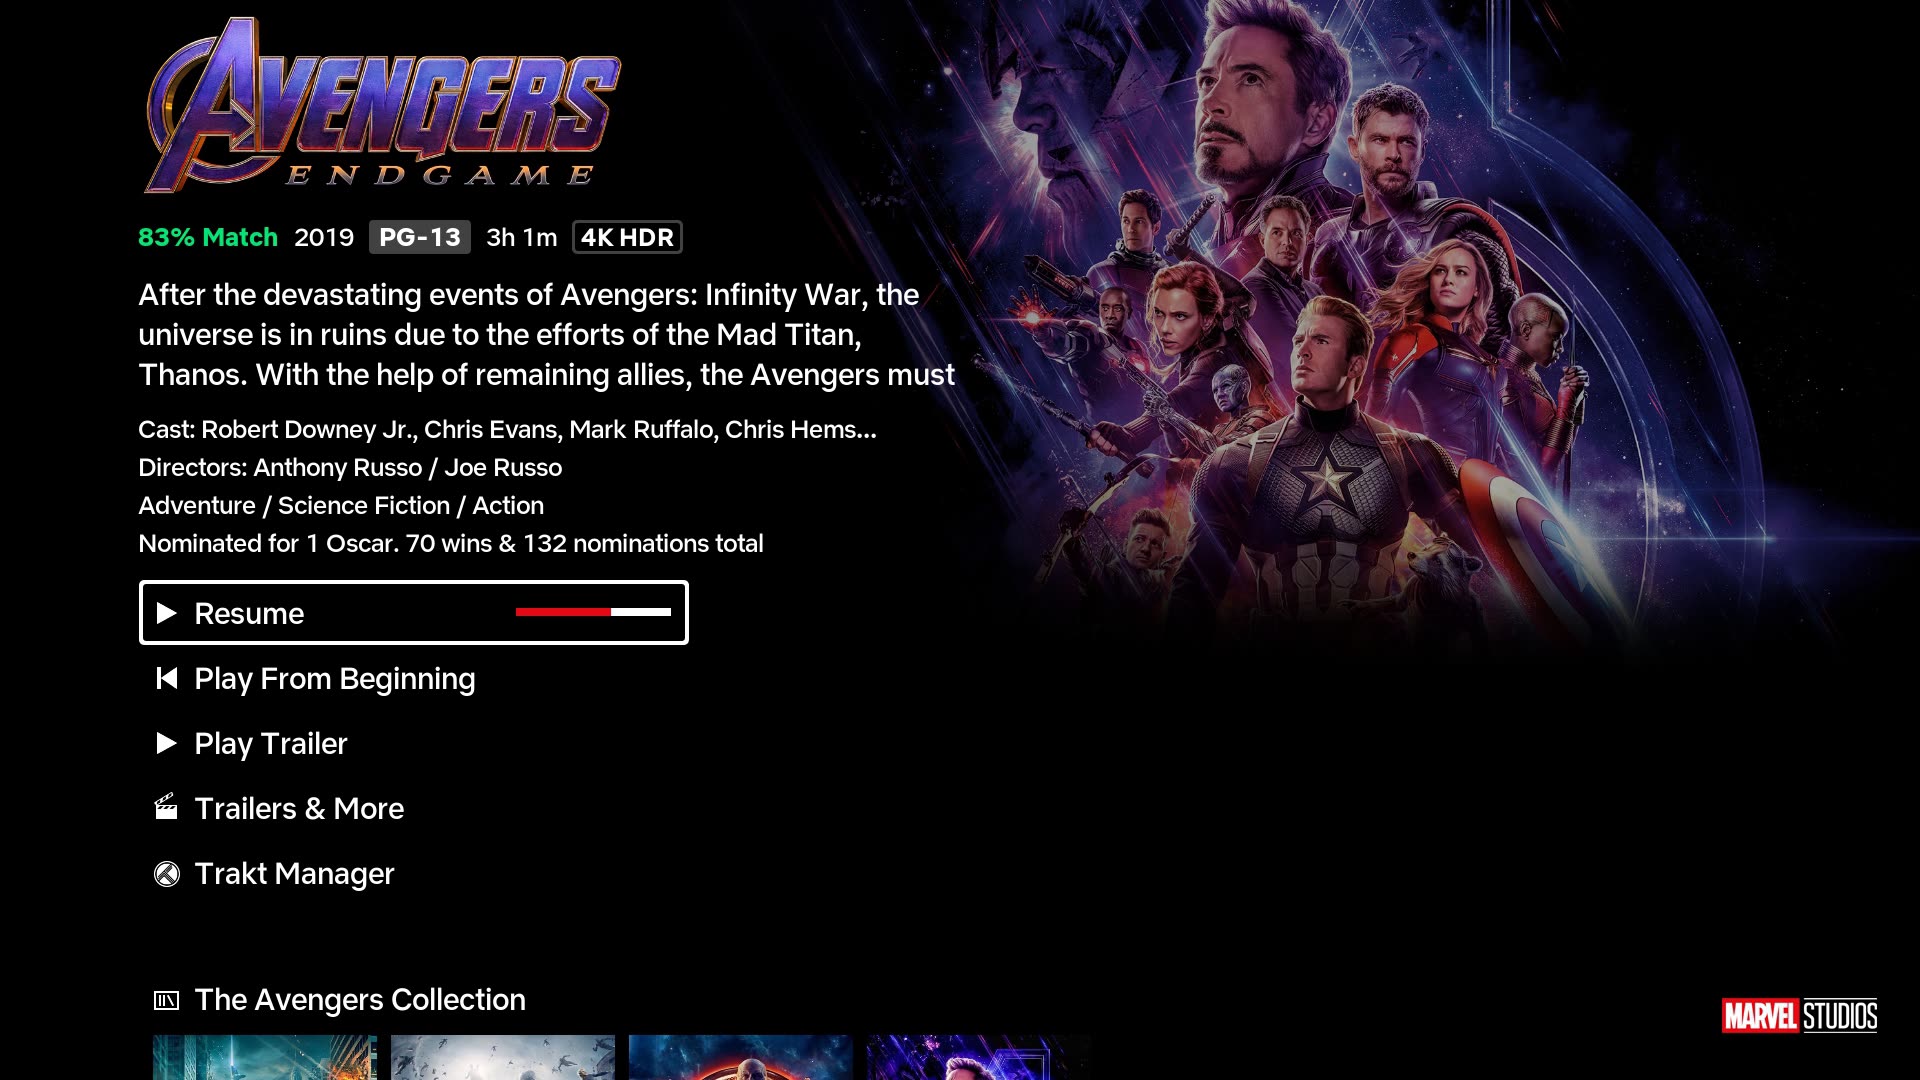 AVENGERS
ENDGAME
83% Match 2019 PG-13 3h 1m 4K HDR
After the devastating events of Avengers: Infinity War, the
universe is in ruins due to the efforts of the Mad Titan,
Thanos. With the help of remaining allies, the Avengers must
Cast: Robert Downey Jr., Chris Evans, Mark Ruffalo, Chris Hems...
Directors: Anthony Russo / Joe Russo
Adventure / Science Fiction / Action
Nominated for 1 Oscar. 70 wins & 132 nominations total
Resume
Play From Beginning
Play Trailer
Trailers & More
Trakt Manager
The Avengers Collection
MARVEL STUDIOS